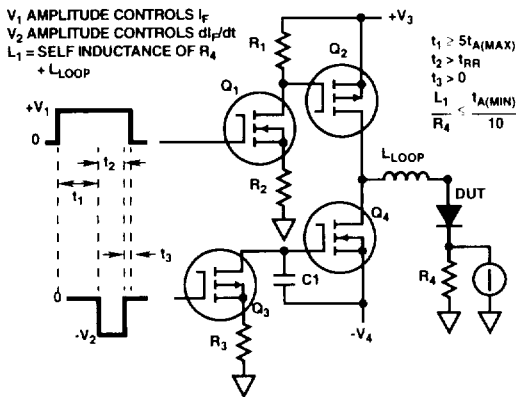 V1 AMPLITUDE CONTROLS IF
V2 AMPLITUDE CONTROLS dIF/dt
L1 = SELF INDUCTANCE OF R4
+ LLOOP
+V3
t1 ≥ 5tA(MAX)
t2 > tRR
t3 > 0
L1/R4 ≤ tA(MIN)/10
R1
Q2
Q1
+V1
0
t2
t1
t3
R2
LLOOP
DUT
Q4
R4
C1
0
-V2
Q3
R3
-V4